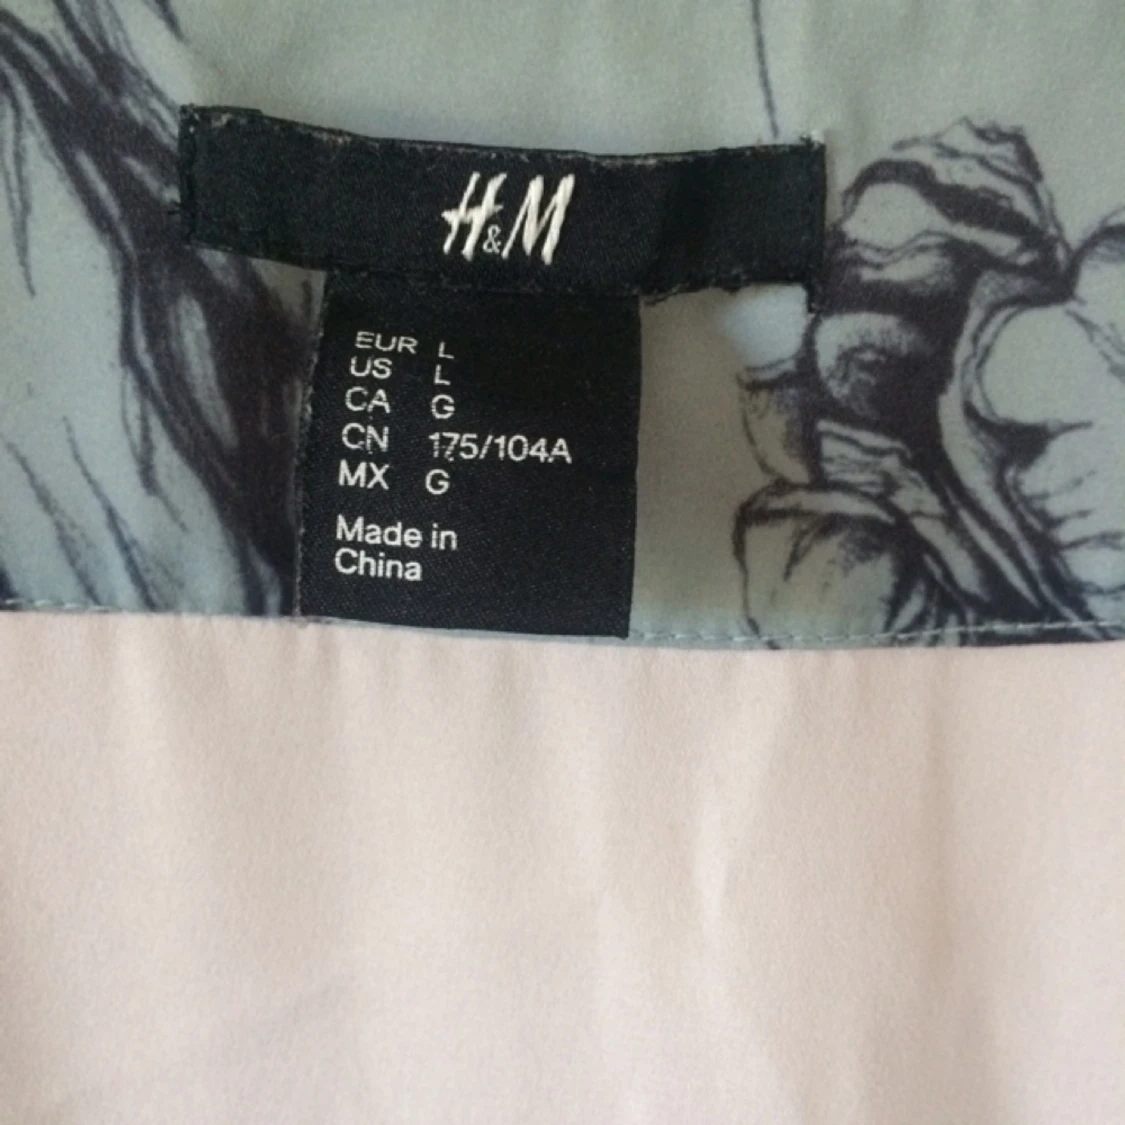 H&M
EUR L
US L
CA G
CN 175/104A
MX G
Made in
China